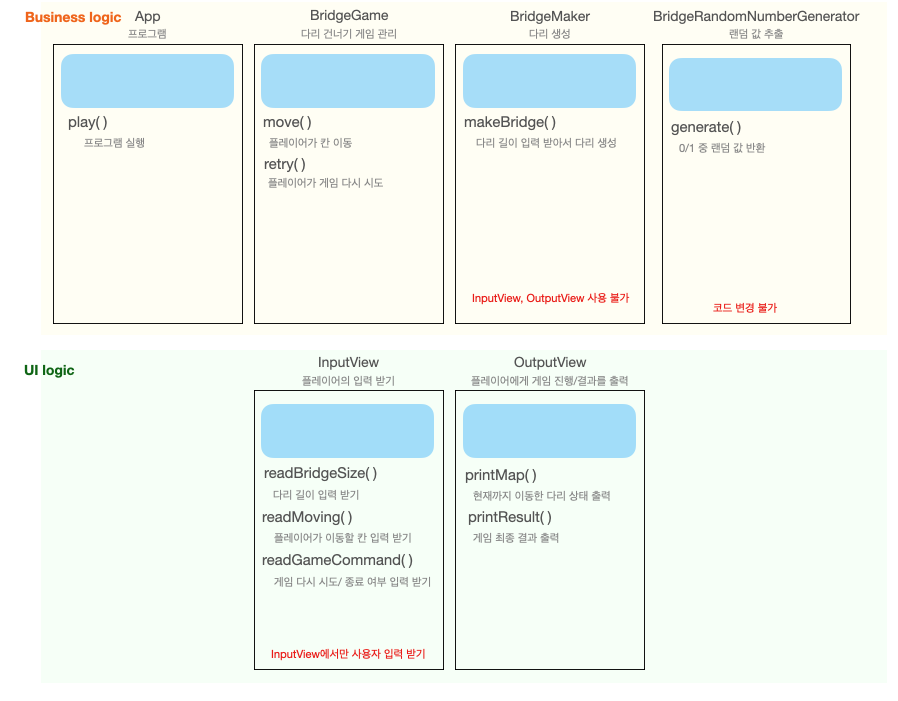 Business logic
App
프로그램
play( )
프로그램 실행
BridgeGame
다리 건너기 게임 관리
move( )
플레이어가 칸 이동
retry( )
플레이어가 게임 다시 시도
BridgeMaker
다리 생성
makeBridge( )
다리 길이 입력 받아서 다리 생성
InputView, OutputView 사용 불가
BridgeRandomNumberGenerator
랜덤 값 추출
generate( )
0/1 중 랜덤 값 반환
코드 변경 불가
UI logic
InputView
플레이어의 입력 받기
readBridgeSize( )
다리 길이 입력 받기
readMoving( )
플레이어가 이동할 칸 입력 받기
readGameCommand( )
게임 다시 시도/ 종료 여부 입력 받기
InputView에서만 사용자 입력 받기
OutputView
플레이어에게 게임 진행/결과를 출력
printMap( )
현재까지 이동한 다리 상태 출력
printResult( )
게임 최종 결과 출력